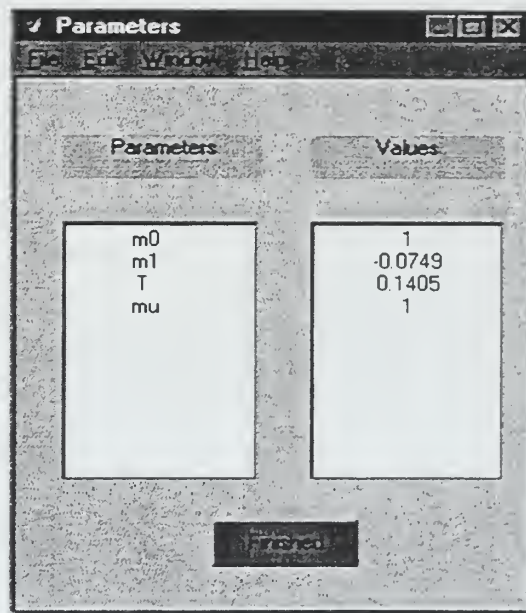 Parameters
File Edit Window Help
Parameters Values
m0 1
m1 -0.0749
T 0.1405
mu 1
Finished